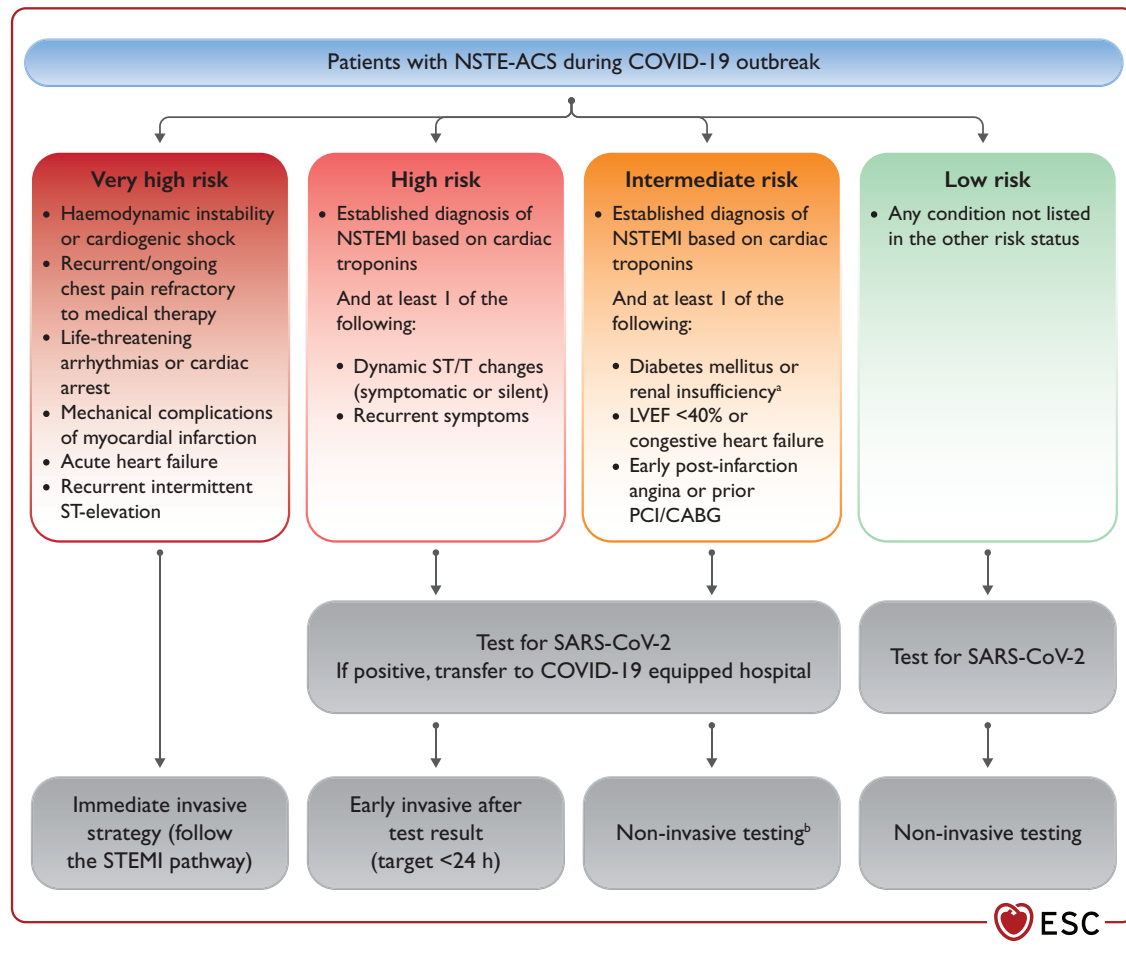 Patients with NSTE-ACS during COVID-19 outbreak
Very high risk
• Haemodynamic instability
or cardiogenic shock
• Recurrent/ongoing
chest pain refractory
to medical therapy
• Life-threatening
arrhythmias or cardiac
arrest
• Mechanical complications
of myocardial infarction
• Acute heart failure
• Recurrent intermittent
ST-elevation
High risk
• Established diagnosis of
NSTEMI based on cardiac
troponins
And at least 1 of the
following:
• Dynamic ST/T changes
(symptomatic or silent)
• Recurrent symptoms
Intermediate risk
• Established diagnosis of
NSTEMI based on cardiac
troponins
And at least 1 of the
following:
• Diabetes mellitus or
renal insufficiencyᵃ
• LVEF <40% or
congestive heart failure
• Early post-infarction
angina or prior
PCI/CABG
Low risk
• Any condition not listed
in the other risk status
Test for SARS-CoV-2
If positive, transfer to COVID-19 equipped hospital
Test for SARS-CoV-2
Immediate invasive
strategy (follow
the STEMI pathway)
Early invasive after
test result
(target <24 h)
Non-invasive testingᵇ
Non-invasive testing
ESC